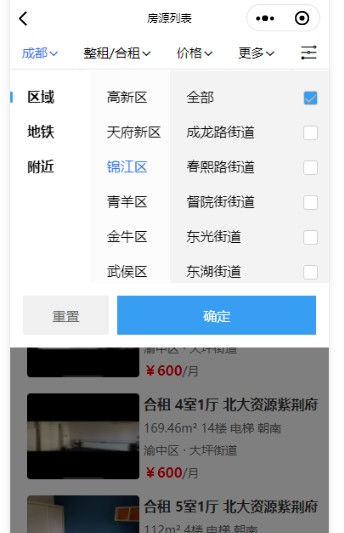 房源列表
成都 整租/合租 价格 更多
区域 高新区 全部
地铁 天府新区 成龙路街道
附近 锦江区 春熙路街道
青羊区 督院街街道
金牛区 东光街道
武侯区 东湖街道
重置 确定
渝中区 · 大坪街道
¥600/月
合租 4室1厅 北大资源紫荆府
169.46m² 14楼 电梯 朝南
渝中区 · 大坪街道
¥600/月
合租 5室1厅 北大资源紫荆府
112m² 4楼 电梯 朝南